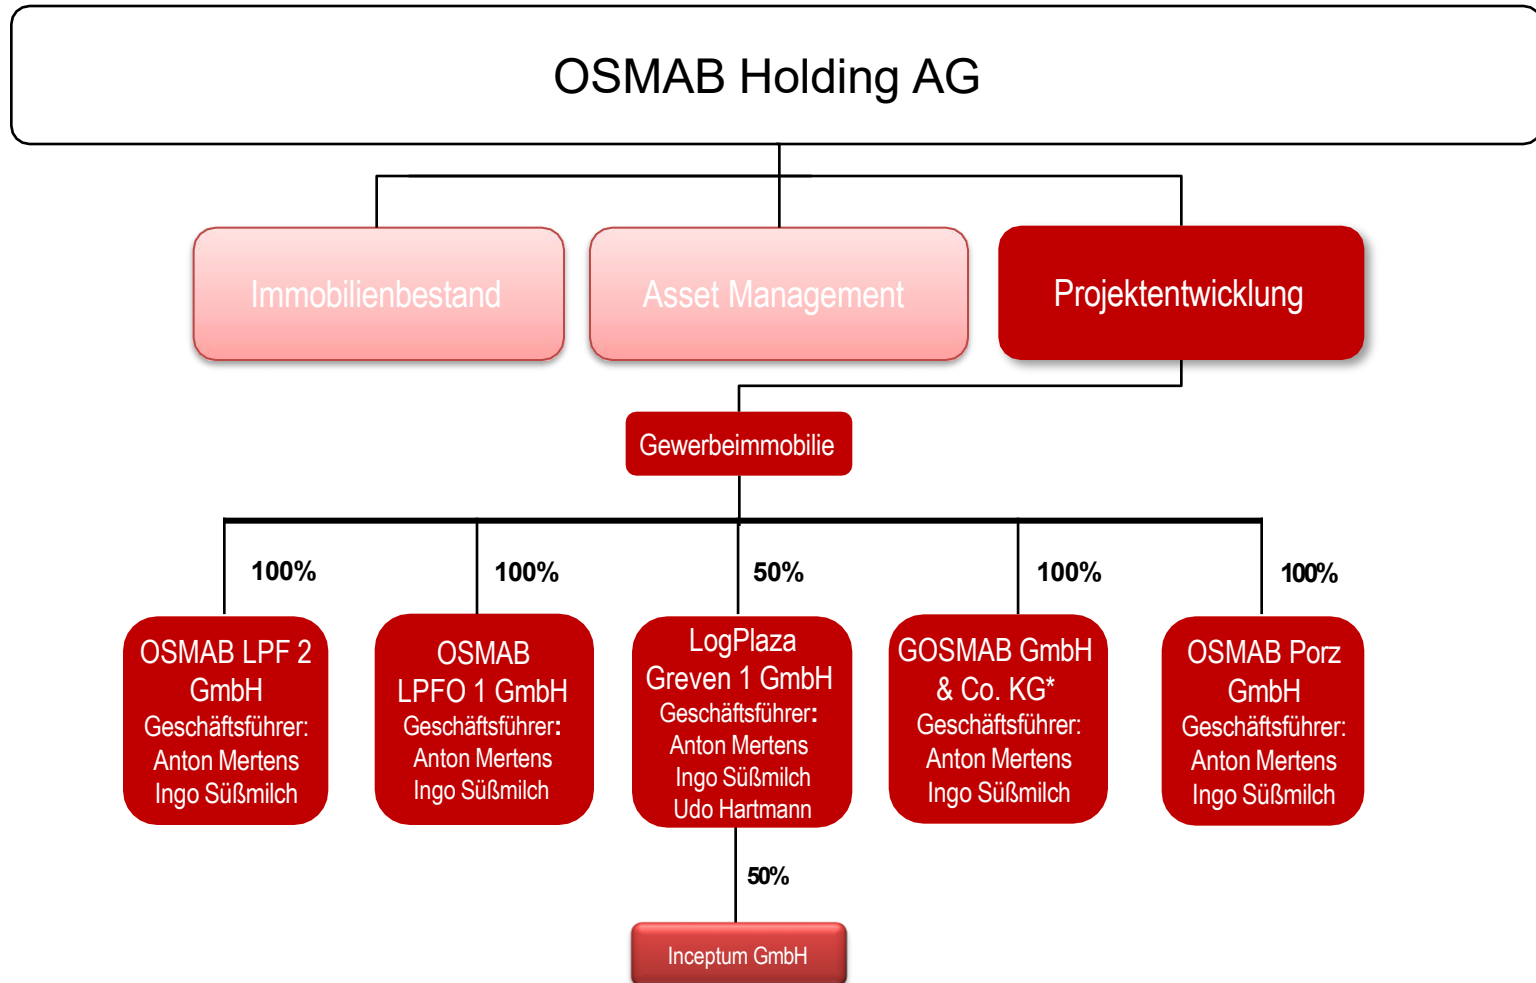 OSMAB Holding AG
Immobilienbestand
Asset Management
Projektentwicklung
Gewerbeimmobilie
100%
100%
50%
100%
100%
OSMAB LPF 2
GmbH
Geschäftsführer:
Anton Mertens
Ingo Süßmilch
OSMAB
LPFO 1 GmbH
Geschäftsführer:
Anton Mertens
Ingo Süßmilch
LogPlaza
Greven 1 GmbH
Geschäftsführer:
Anton Mertens
Ingo Süßmilch
Udo Hartmann
GOSMAB GmbH
& Co. KG*
Geschäftsführer:
Anton Mertens
Ingo Süßmilch
OSMAB Porz
GmbH
Geschäftsführer:
Anton Mertens
Ingo Süßmilch
50%
Inceptum GmbH